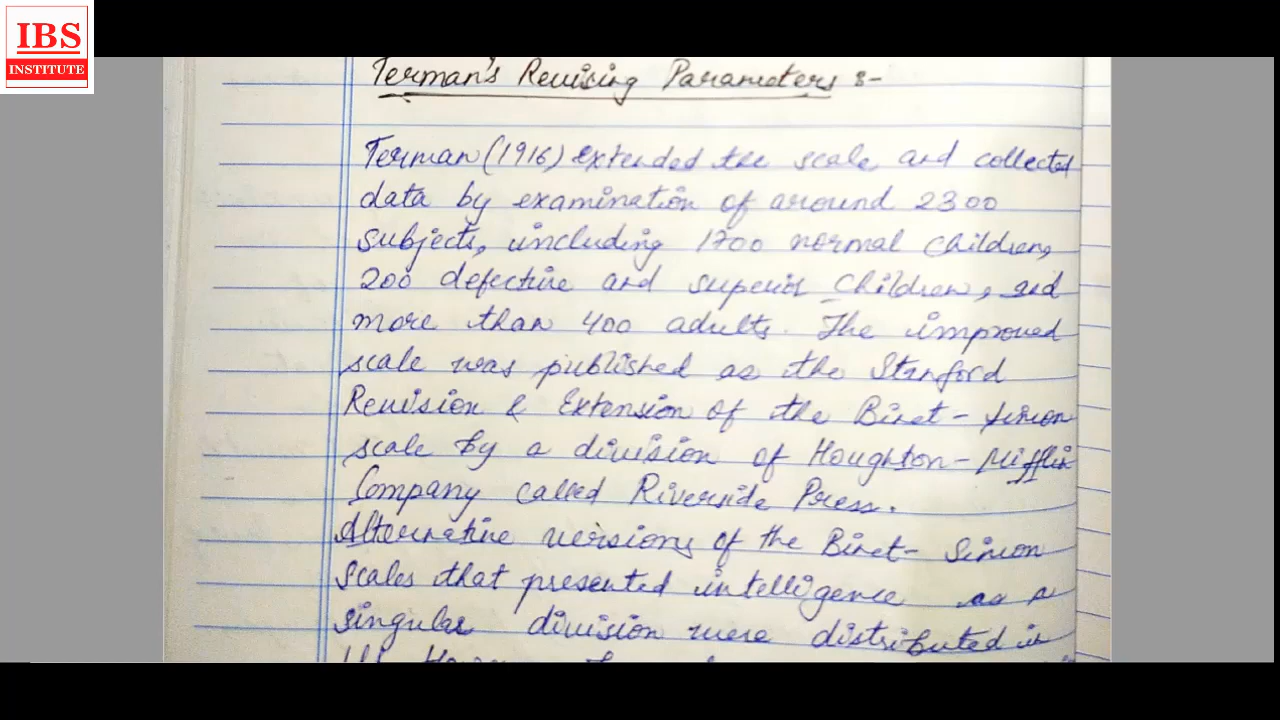 IBS
INSTITUTE
Terman's Revising Parameters :-
Terman (1916) extended the scale and collected
data by examination of around 2300
subjects, including 1700 normal children,
200 defective and superior Children, and
more than 400 adults. The improved
scale was published as the Stanford
Revision & Extension of the Binet- Simon
scale by a division of Houghton - Mifflin
Company called Riverside Press.
Alternative versions of the Binet- Simon
Scales that presented intelligence as a
singular division were distributed in